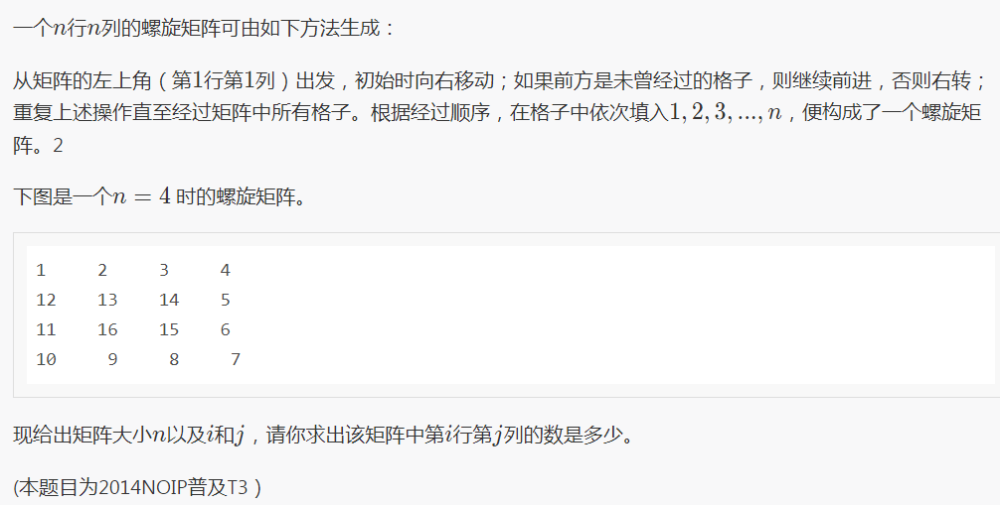 一个n行n列的螺旋矩阵可由如下方法生成：
从矩阵的左上角（第1行第1列）出发，初始时向右移动；如果前方是未曾经过的格子，则继续前进，否则右转；
重复上述操作直至经过矩阵中所有格子。根据经过顺序，在格子中依次填入1, 2, 3, ..., n，便构成了一个螺旋矩
阵。2
下图是一个n = 4 时的螺旋矩阵。
1 2 3 4
12 13 14 5
11 16 15 6
10 9 8 7
现给出矩阵大小n以及i和j，请你求出该矩阵中第i行第j列的数是多少。
(本题目为2014NOIP普及T3）